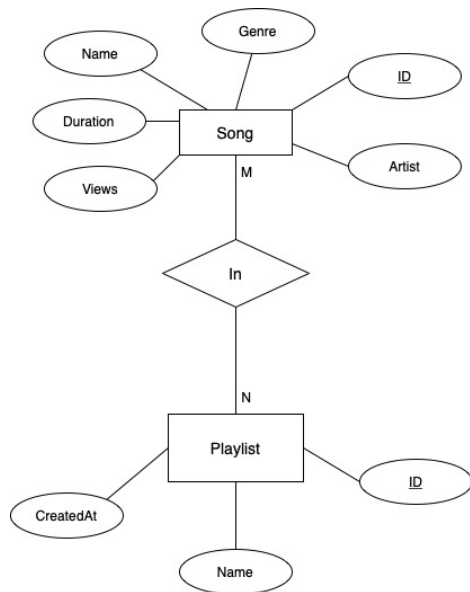 Genre
Name
ID
Duration
Song
Artist
Views
M
In
N
Playlist
ID
CreatedAt
Name